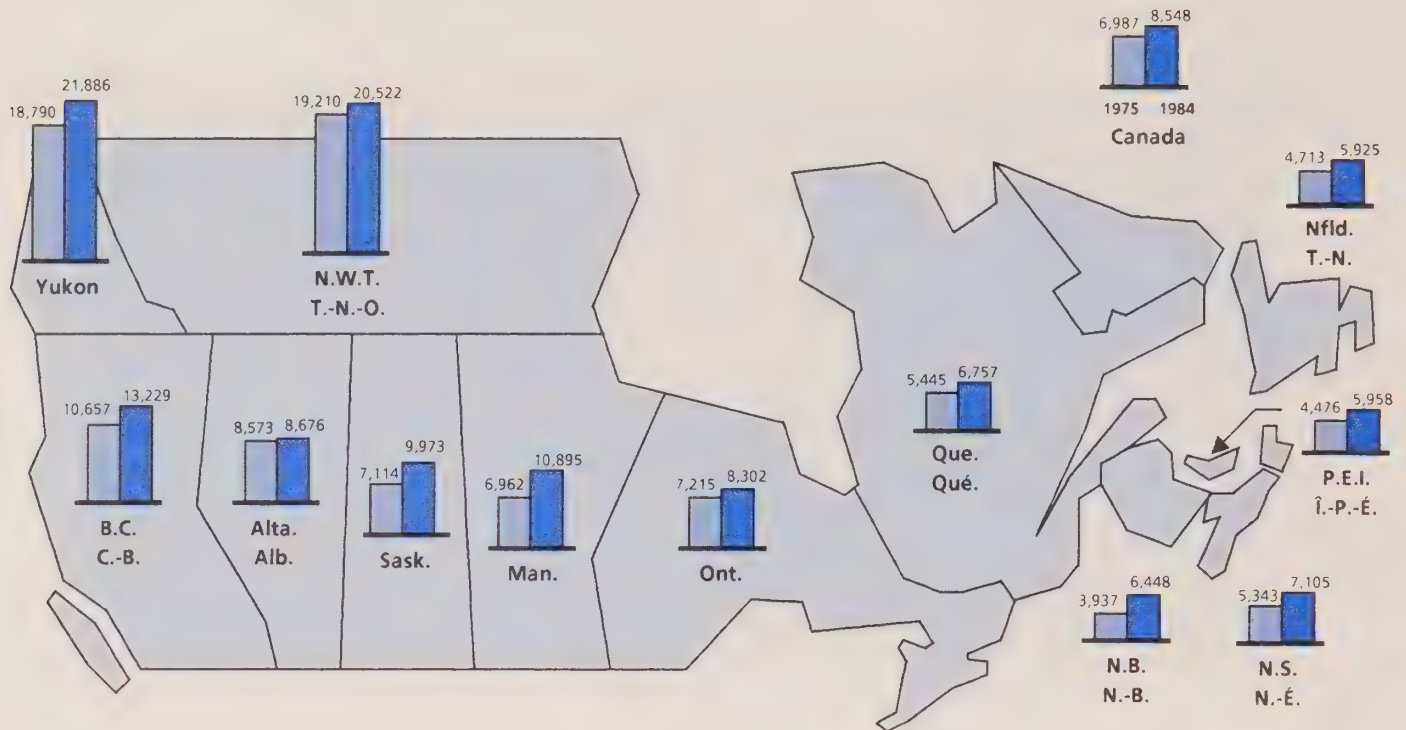 6,987 8,548
1975 1984
Canada
18,790 21,886
Yukon
19,210 20,522
N.W.T.
T.-N.-O.
4,713 5,925
Nfld.
T.-N.
10,657 13,229
B.C.
C.-B.
8,573 8,676
Alta.
Alb.
7,114 9,973
Sask.
6,962 10,895
Man.
7,215 8,302
Ont.
5,445 6,757
Que.
Qué.
4,476 5,958
P.E.I.
Î.-P.-É.
3,937 6,448
N.B.
N.-B.
5,343 7,105
N.S.
N.-É.